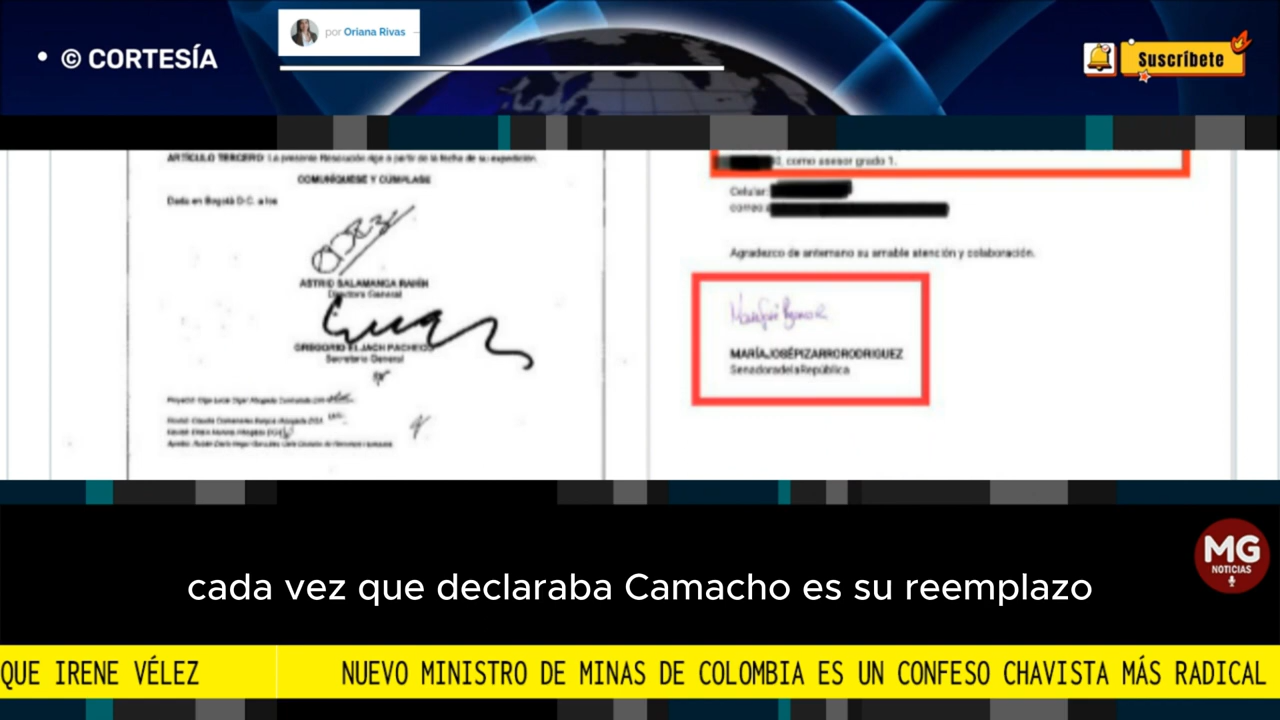 • © CORTESÍA
por Oriana Rivas
Suscríbete
ARTÍCULO TERCERO: La presente Resolución rige a partir de la fecha de su expedición.
COMUNÍQUESE Y CÚMPLASE
Dada en Bogotá D.C. a los
ASTRID SALAMANCA RAHÍN
Directora General
GREGORIO ELJACH PACHECO
Secretario General
0, como asesor grado 1.
Celular:
correo:
Agradezco de antemano su amable atención y colaboración.
MARÍAJOSÉPIZARRORODRIGUEZ
SenadoradelaRepública
MG
NOTICIAS
cada vez que declaraba Camacho es su reemplazo
QUE IRENE VÉLEZ
NUEVO MINISTRO DE MINAS DE COLOMBIA ES UN CONFESO CHAVISTA MÁS RADICAL